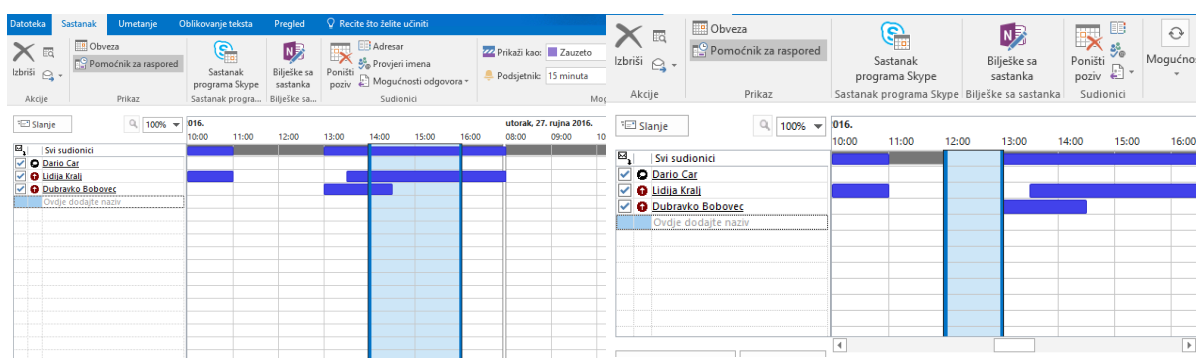 Datoteka Sastanak Umetanje Oblikovanje teksta Pregled Recite što želite učiniti
Izbriši
Obveza
Pomoćnik za raspored
Sastanak
programa Skype
Bilješke sa
sastanka
Poništi
poziv
Adresar
Provjeri imena
Mogućnosti odgovora
Prikaži kao: Zauzeto
Podsjetnik: 15 minuta
Akcije Prikaz Sastanak progra... Bilješke sa... Sudionici Mog
Slanje 100% 016. utorak, 27. rujna 2016.
10:00 11:00 12:00 13:00 14:00 15:00 16:00 08:00 09:00 10
Svi sudionici
Dario Car
Lidija Kralj
Dubravko Bobovec
Ovdje dodajte naziv
Izbriši
Obveza
Pomoćnik za raspored
Sastanak
programa Skype
Bilješke sa
sastanka
Poništi
poziv
Mogućno
Akcije Prikaz Sastanak programa Skype Bilješke sa sastanka Sudionici
Slanje 100% 016.
10:00 11:00 12:00 13:00 14:00 15:00 16:00
Svi sudionici
Dario Car
Lidija Kralj
Dubravko Bobovec
Ovdje dodajte naziv